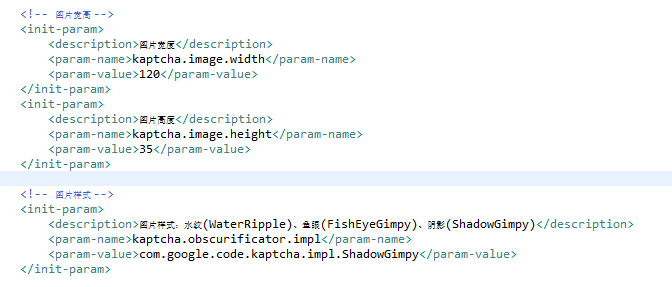 <!-- 图片宽高 -->
<init-param>
<description>图片宽度</description>
<param-name>kaptcha.image.width</param-name>
<param-value>120</param-value>
</init-param>
<init-param>
<description>图片高度</description>
<param-name>kaptcha.image.height</param-name>
<param-value>35</param-value>
</init-param>
<!-- 图片样式 -->
<init-param>
<description>图片样式：水纹(WaterRipple)、鱼眼(FishEyeGimpy)、阴影(ShadowGimpy)</description>
<param-name>kaptcha.obscurificator.impl</param-name>
<param-value>com.google.code.kaptcha.impl.ShadowGimpy</param-value>
</init-param>